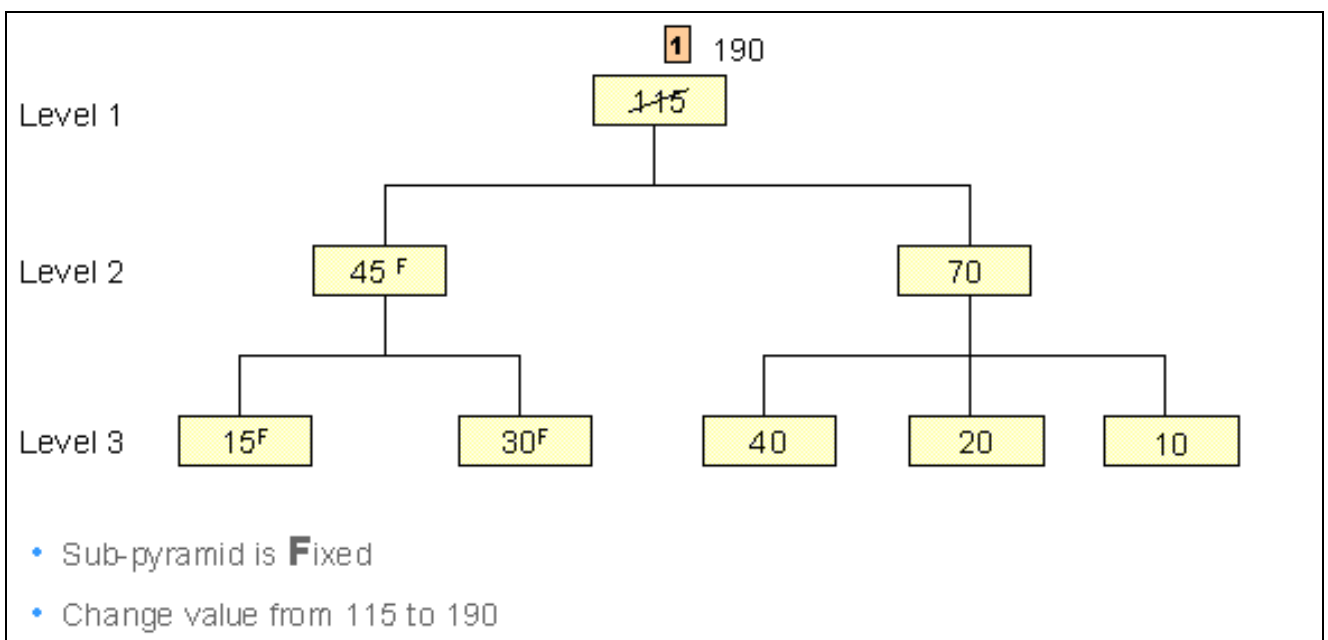 1 190
Level 1 115
Level 2 45 F 70
Level 3 15F 30F 40 20 10
• Sub-pyramid is Fixed
• Change value from 115 to 190